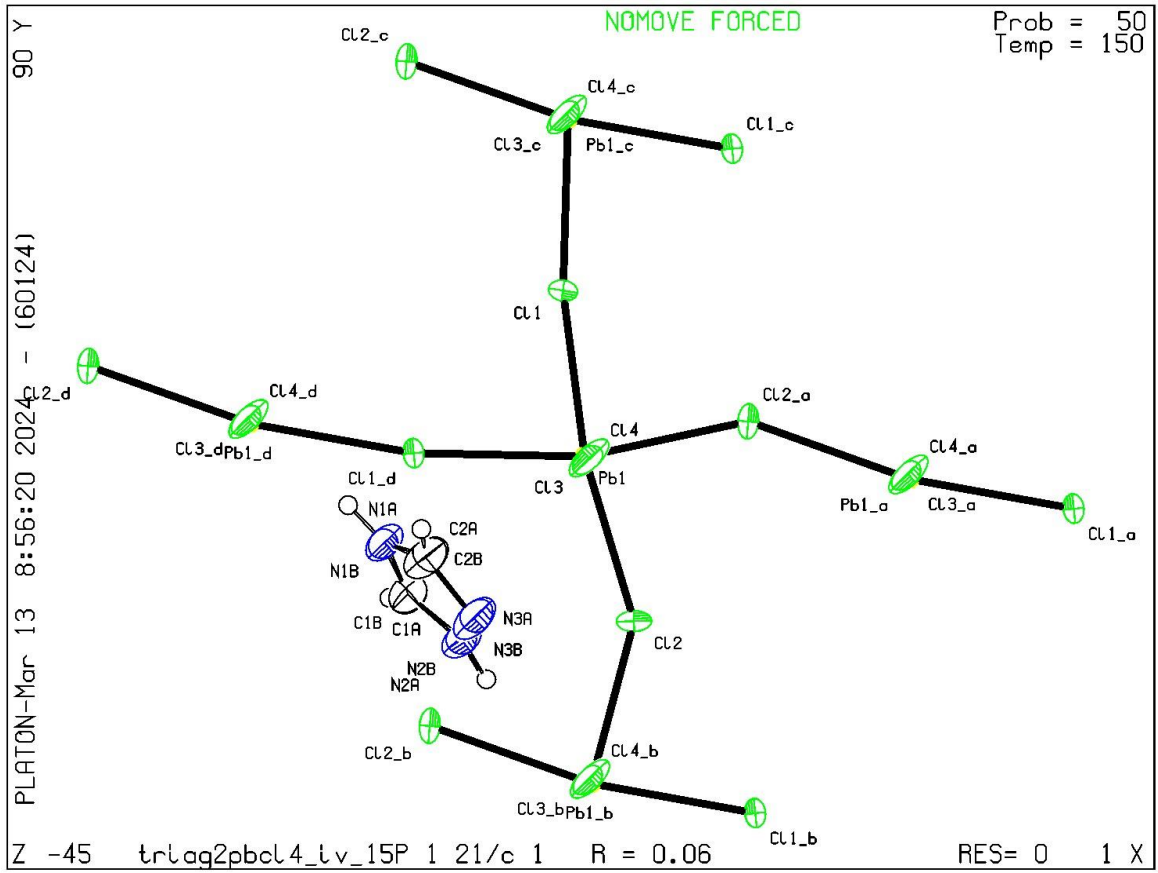 NOMOVE FORCED
Prob = 50
Temp = 150
PLATON-Mar 13 8:56:20 2024 - (60124)
90 Y
Cl2_c
Cl4_c
Cl1_c
Cl3_c
Pb1_c
Cl1
Cl2_d
Cl4_d
Cl3_d
Pb1_d
Cl1_d
Cl4
Cl3
Pb1
Cl2_a
Cl4_a
Pb1_a
Cl3_a
Cl1_a
N1A
C2A
N1B
C2B
C1B
C1A
N3A
N3B
N2B
N2A
Cl2
Cl2_b
Cl4_b
Cl3_b
Pb1_b
Cl1_b
Z -45 triag2pbcl4_iv_15P 1 21/c 1 R = 0.06 RES= 0 1 X